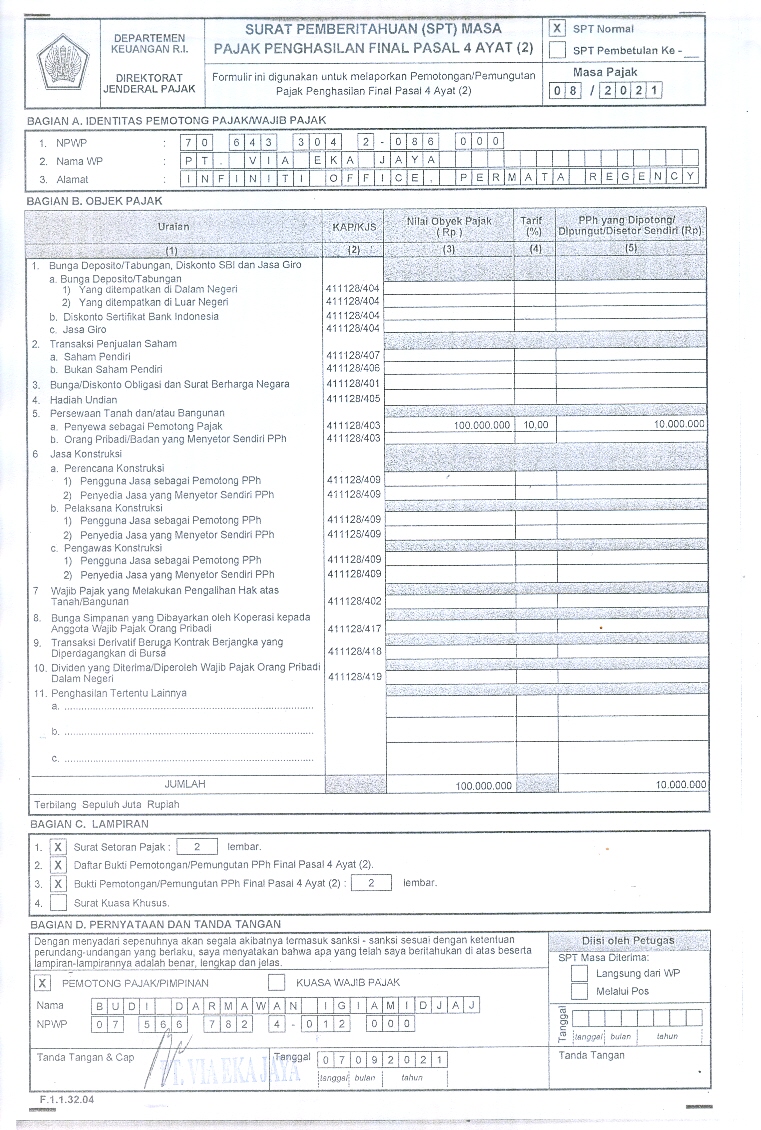 DEPARTEMEN
KEUANGAN R.I.
DIREKTORAT
JENDERAL PAJAK
SURAT PEMBERITAHUAN (SPT) MASA
PAJAK PENGHASILAN FINAL PASAL 4 AYAT (2)
Formulir ini digunakan untuk melaporkan Pemotongan/Pemungutan
Pajak Penghasilan Final Pasal 4 Ayat (2)
X SPT Normal
SPT Pembetulan Ke - __
Masa Pajak
08 / 2021
BAGIAN A. IDENTITAS PEMOTONG PAJAK/WAJIB PAJAK
1. NPWP : 70 643 304 2-086 000
2. Nama WP : PT. VIA EKA JAYA
3. Alamat : INFINITI OFFICE. PERMATA REGENCY
BAGIAN B. OBJEK PAJAK
Uraian KAP/KJS Nilai Obyek Pajak (Rp) Tarif (%) PPh yang Dipotong/ Dipungut/Disetor Sendiri (Rp)
(1) (2) (3) (4) (5)
1. Bunga Deposito/Tabungan, Diskonto SBI dan Jasa Giro
a. Bunga Deposito/Tabungan
1) Yang ditempatkan di Dalam Negeri 411128/404
2) Yang ditempatkan di Luar Negeri 411128/404
b. Diskonto Sertifikat Bank Indonesia 411128/404
c. Jasa Giro 411128/404
2. Transaksi Penjualan Saham
a. Saham Pendiri 411128/407
b. Bukan Saham Pendiri 411128/406
3. Bunga/Diskonto Obligasi dan Surat Berharga Negara 411128/401
4. Hadiah Undian 411128/405
5. Persewaan Tanah dan/atau Bangunan
a. Penyewa sebagai Pemotong Pajak 411128/403 100.000.000 10,00 10.000.000
b. Orang Pribadi/Badan yang Menyetor Sendiri PPh 411128/403
6 Jasa Konstruksi
a. Perencana Konstruksi
1) Pengguna Jasa sebagai Pemotong PPh 411128/409
2) Penyedia Jasa yang Menyetor Sendiri PPh 411128/409
b. Pelaksana Konstruksi
1) Pengguna Jasa sebagai Pemotong PPh 411128/409
2) Penyedia Jasa yang Menyetor Sendiri PPh 411128/409
c. Pengawas Konstruksi
1) Pengguna Jasa sebagai Pemotong PPh 411128/409
2) Penyedia Jasa yang Menyetor Sendiri PPh 411128/409
7 Wajib Pajak yang Melakukan Pengalihan Hak atas
Tanah/Bangunan 411128/402
8. Bunga Simpanan yang Dibayarkan oleh Koperasi kepada
Anggota Wajib Pajak Orang Pribadi 411128/417
9. Transaksi Derivatif Berupa Kontrak Berjangka yang
Diperdagangkan di Bursa 411128/418
10. Dividen yang Diterima/Diperoleh Wajib Pajak Orang Pribadi
Dalam Negeri 411128/419
11. Penghasilan Tertentu Lainnya
a. ..........
b. ..........
c. ..........
JUMLAH 100.000.000 10.000.000
Terbilang Sepuluh Juta Rupiah
BAGIAN C. LAMPIRAN
1. X Surat Setoran Pajak : 2 lembar.
2. X Daftar Bukti Pemotongan/Pemungutan PPh Final Pasal 4 Ayat (2).
3. X Bukti Pemotongan/Pemungutan PPh Final Pasal 4 Ayat (2) : 2 lembar.
4. Surat Kuasa Khusus.
BAGIAN D. PERNYATAAN DAN TANDA TANGAN
Dengan menyadari sepenuhnya akan segala akibatnya termasuk sanksi - sanksi sesuai dengan ketentuan
perundang-undangan yang berlaku, saya menyatakan bahwa apa yang telah saya beritahukan di atas beserta
lampiran-lampirannya adalah benar, lengkap dan jelas.
X PEMOTONG PAJAK/PIMPINAN KUASA WAJIB PAJAK
Nama BUDI DARMAWAN IGIAMIDJAJ
NPWP 07 566 782 4-012 000
Tanda Tangan & Cap
PT. VIA EKA JAYA
Tanggal 07092021
tanggal bulan tahun
Diisi oleh Petugas
SPT Masa Diterima:
Langsung dari WP
Melalui Pos
Tanggal
tanggal bulan tahun
Tanda Tangan
F.1.1.32.04